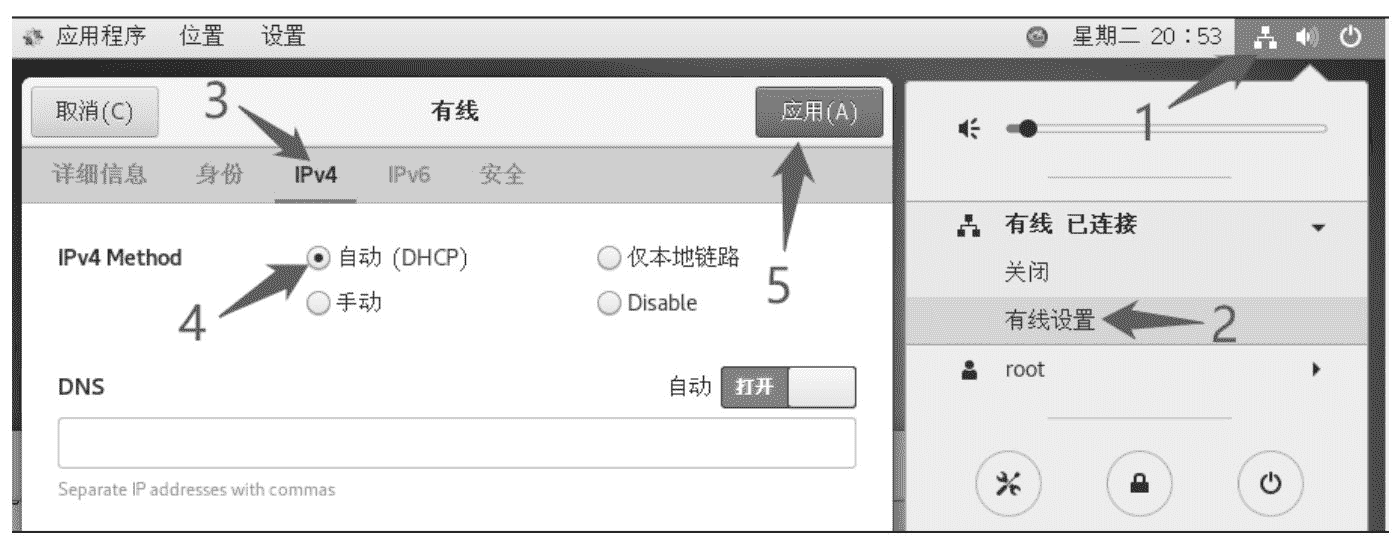 应用程序 位置 设置 星期二 20：53
取消(C) 3 有线 应用(A) 1
详细信息 身份 IPv4 IPv6 安全
有线 已连接
IPv4 Method 自动 (DHCP) 仅本地链路
关闭
4 手动 Disable 5
有线设置 2
root
DNS 自动 打开
Separate IP addresses with commas